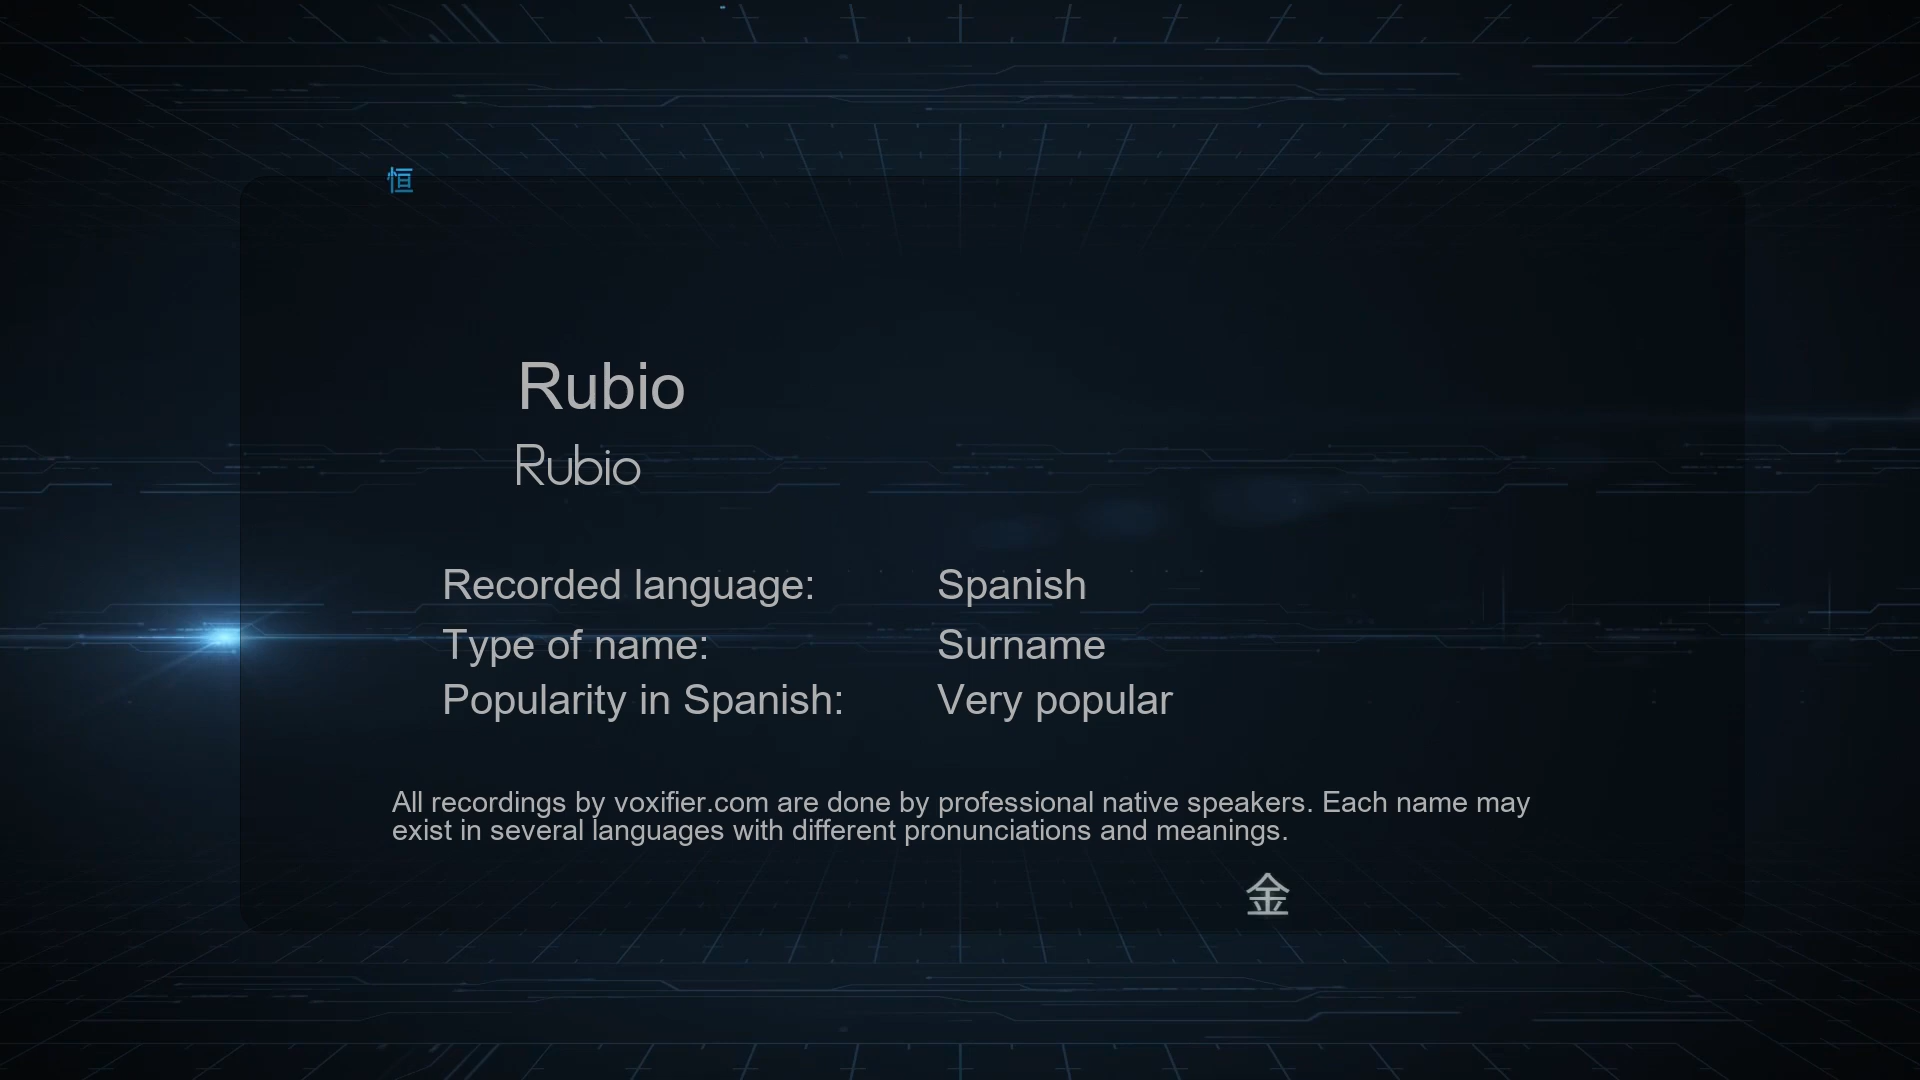 恒
Rubio
Rubio
Recorded language: Spanish
Type of name: Surname
Popularity in Spanish: Very popular
All recordings by voxifier.com are done by professional native speakers. Each name may
exist in several languages with different pronunciations and meanings.
金